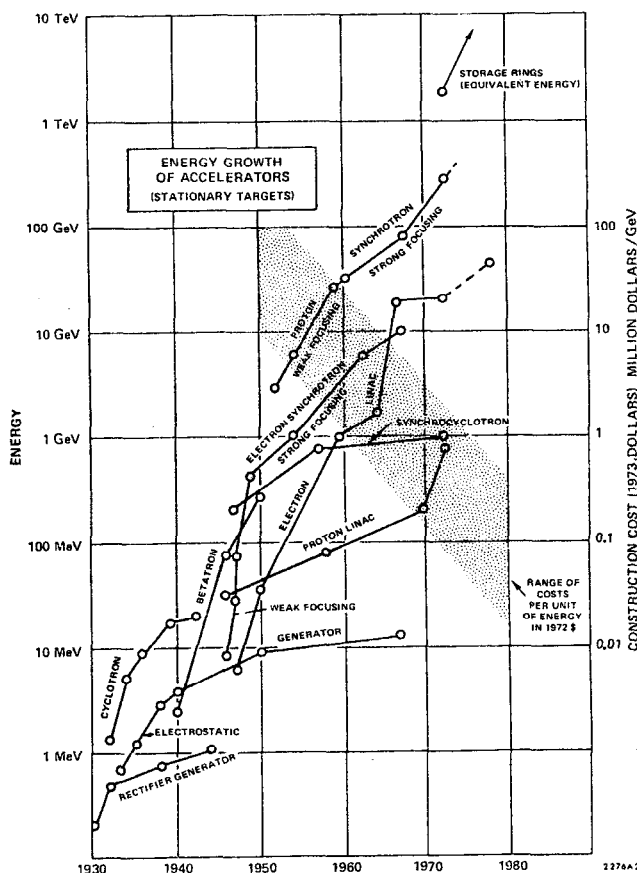 10 TeV
1 TeV
100 GeV
10 GeV
1 GeV
100 MeV
10 MeV
1 MeV
ENERGY
ENERGY GROWTH
OF ACCELERATORS
(STATIONARY TARGETS)
STORAGE RINGS
(EQUIVALENT ENERGY)
SYNCHROTRON
STRONG FOCUSING
PROTON
WEAK FOCUSING
ELECTRON SYNCHROTRON
STRONG FOCUSING
LINAC
SYNCHROCYCLOTRON
ELECTRON
PROTON LINAC
BETATRON
WEAK FOCUSING
GENERATOR
CYCLOTRON
ELECTROSTATIC
RECTIFIER GENERATOR
RANGE OF
COSTS
PER UNIT
OF ENERGY
IN 1972 $
100
10
1
0.1
0,01
CONSTRUCTION COST (1973.DOLLARS) MILLION DOLLARS/GeV
1930
1940
1950
1960
1970
1980
2276A2